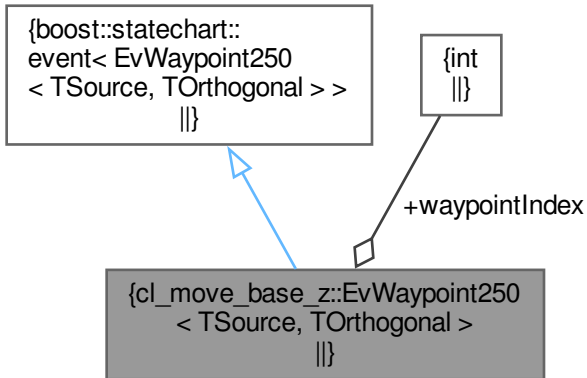 {boost::statechart::
event< EvWaypoint250
< TSource, TOrthogonal > >
||}
{int
||}
+waypointIndex
{cl_move_base_z::EvWaypoint250
< TSource, TOrthogonal >
||}